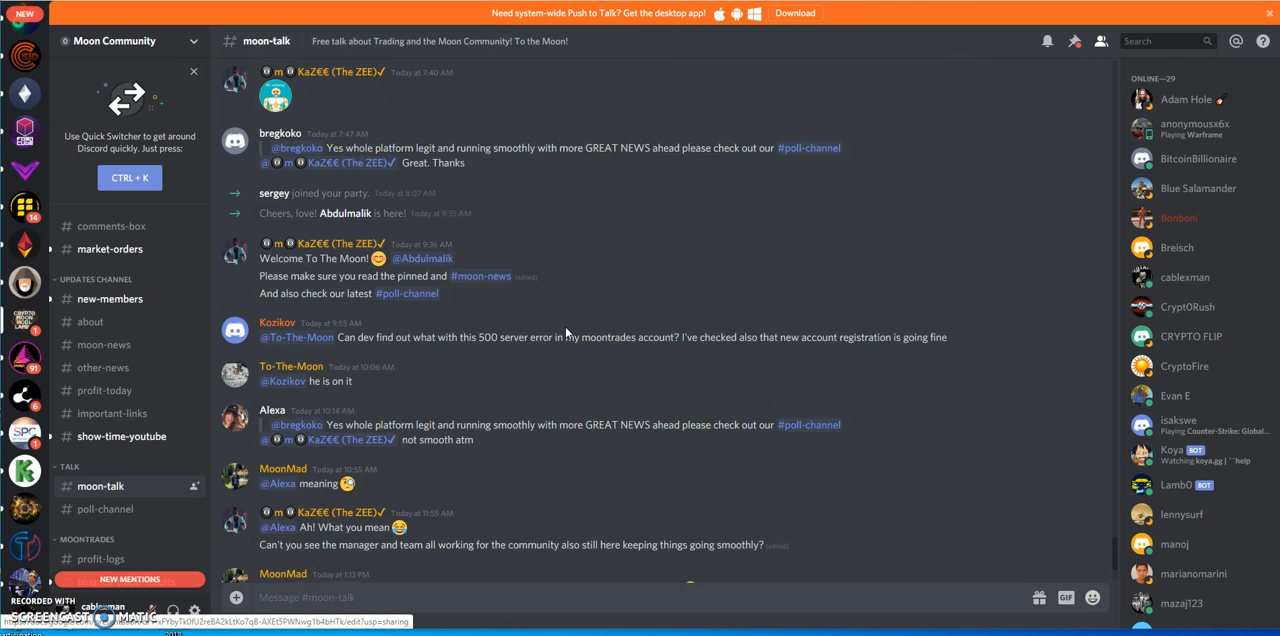 NEW
Need system-wide Push to Talk? Get the desktop app!
Download
Moon Community
# moon-talk
Free talk about Trading and the Moon Community! To the Moon!
Search
Use Quick Switcher to get around
Discord quickly. Just press:
CTRL + K
# comments-box
# market-orders
UPDATES CHANNEL
# new-members
# about
# moon-news
# other-news
# profit-today
# important-links
# show-time-youtube
TALK
# moon-talk
# poll-channel
MOONTRADES
# profit-logs
NEW MENTIONS
14
1
91
6
SPC
1
m KaZ€€ (The ZEE)✓ Today at 7:40 AM
bregkoko Today at 7:47 AM
@bregkoko Yes whole platform legit and running smoothly with more GREAT NEWS ahead please check out our #poll-channel
@ m KaZ€€ (The ZEE)✓ Great. Thanks
sergey joined your party. Today at 8:07 AM
Cheers, love! Abdulmalik is here! Today at 9:35 AM
m KaZ€€ (The ZEE)✓ Today at 9:36 AM
Welcome To The Moon! 😊 @Abdulmalik
Please make sure you read the pinned and #moon-news (edited)
And also check our latest #poll-channel
Kozikov Today at 9:55 AM
@To-The-Moon Can dev find out what with this 500 server error in my moontrades account? I've checked also that new account registration is going fine
To-The-Moon Today at 10:06 AM
@Kozikov he is on it
Alexa Today at 10:14 AM
@bregkoko Yes whole platform legit and running smoothly with more GREAT NEWS ahead please check out our #poll-channel
@ m KaZ€€ (The ZEE)✓ not smooth atm
MoonMad Today at 10:55 AM
@Alexa meaning 🧐
m KaZ€€ (The ZEE)✓ Today at 11:55 AM
@Alexa Ah! What you mean 😂
Can't you see the manager and team all working for the community also still here keeping things going smoothly? (edited)
MoonMad Today at 1:13 PM
Message #moon-talk
GIF
ONLINE—29
Adam Hole
anonymousx6x
Playing Warframe
BitcoinBillionaire
Blue Salamander
Bonboni
Breisch
cablexman
Crypt0Rush
CRYPTO FLIP
CryptoFire
Evan E
isakswe
Playing Counter-Strike: Global...
Koya BOT
Watching koya.gg | ``help
Lamb0 BOT
lennysurf
manoj
marianomarini
mazaj123
RECORDED WITH
SCREENCAST MATIC
cablexman
2018